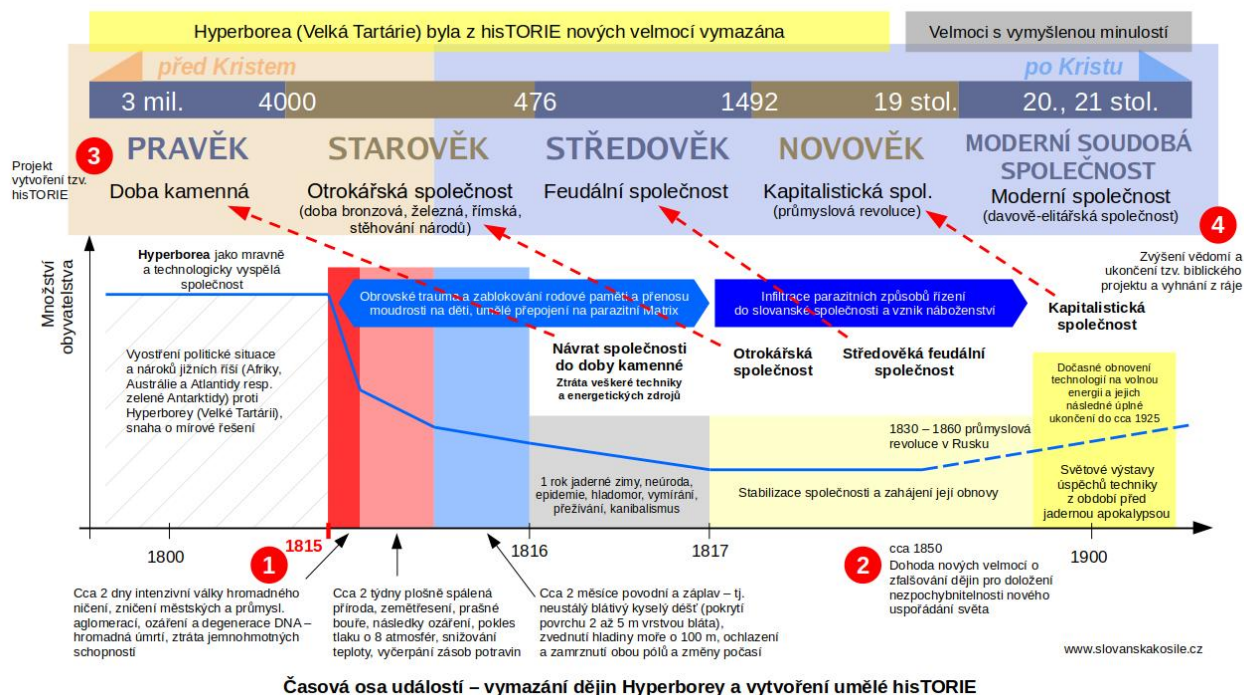 Hyperborea (Velká Tartárie) byla z hisTORIE nových velmocí vymazána
Velmoci s vymyšlenou minulostí
před Kristem
po Kristu
3 mil.
4000
476
1492
19 stol.
20., 21 stol.
3
Projekt
vytvoření tzv.
hisTORIE
PRAVĚK
Doba kamenná
STAROVĚK
Otrokářská společnost
(doba bronzová, železná, římská,
stěhování národů)
STŘEDOVĚK
Feudální společnost
NOVOVĚK
Kapitalistická spol.
(průmyslová revoluce)
MODERNÍ SOUDOBÁ
SPOLEČNOST
Moderní společnost
(davově-elitářská společnost)
4
Zvýšení vědomí a
ukončení tzv. biblického
projektu a vyhnání z ráje
Množství
obyvatelstva
Hyperborea jako mravně
a technologicky vyspělá
společnost
Vyostření politické situace
a nároků jižních říší (Afriky,
Austrálie a Atlantidy resp.
zelené Antarktidy) proti
Hyperborey (Velké Tartárii),
snaha o mírové řešení
Obrovské trauma a zablokování rodové paměti a přenosu
moudrosti na děti, umělé přepojení na parazitní Matrix
Infiltrace parazitních způsobů řízení
do slovanské společnosti a vznik náboženství
Návrat společnosti
do doby kamenné
Ztráta veškeré techniky
a energetických zdrojů
Otrokářská
společnost
Středověká feudální
společnost
Kapitalistická
společnost
Dočasné obnovení
technologií na volnou
energii a jejich
následné úplné
ukončení do cca 1925
1830 – 1860 průmyslová
revoluce v Rusku
1 rok jaderné zimy, neúroda,
epidemie, hladomor, vymírání,
přežívání, kanibalismus
Stabilizace společnosti a zahájení její obnovy
Světové výstavy
úspěchů techniky
z období před
jadernou apokalypsou
1800
1815
1816
1817
1900
1
Cca 2 dny intenzivní války hromadného
ničení, zničení městských a průmysl.
aglomerací, ozáření a degenerace DNA –
hromadná úmrtí, ztráta jemnohmotných
schopností
Cca 2 týdny plošně spálená
příroda, zemětřesení, prašné
bouře, následky ozáření, pokles
tlaku o 8 atmosfér, snižování
teploty, vyčerpání zásob potravin
Cca 2 měsíce povodní a záplav – tj.
neustálý blátivý kyselý déšť (pokrytí
povrchu 2 až 5 m vrstvou bláta),
zvednutí hladiny moře o 100 m, ochlazení
a zamrznutí obou pólů a změny počasí
2
cca 1850
Dohoda nových velmocí o
zfalšování dějin pro doložení
nezpochybnitelnosti nového
uspořádání světa
www.slovanskakosile.cz
Časová osa událostí – vymazání dějin Hyperborey a vytvoření umělé hisTORIE